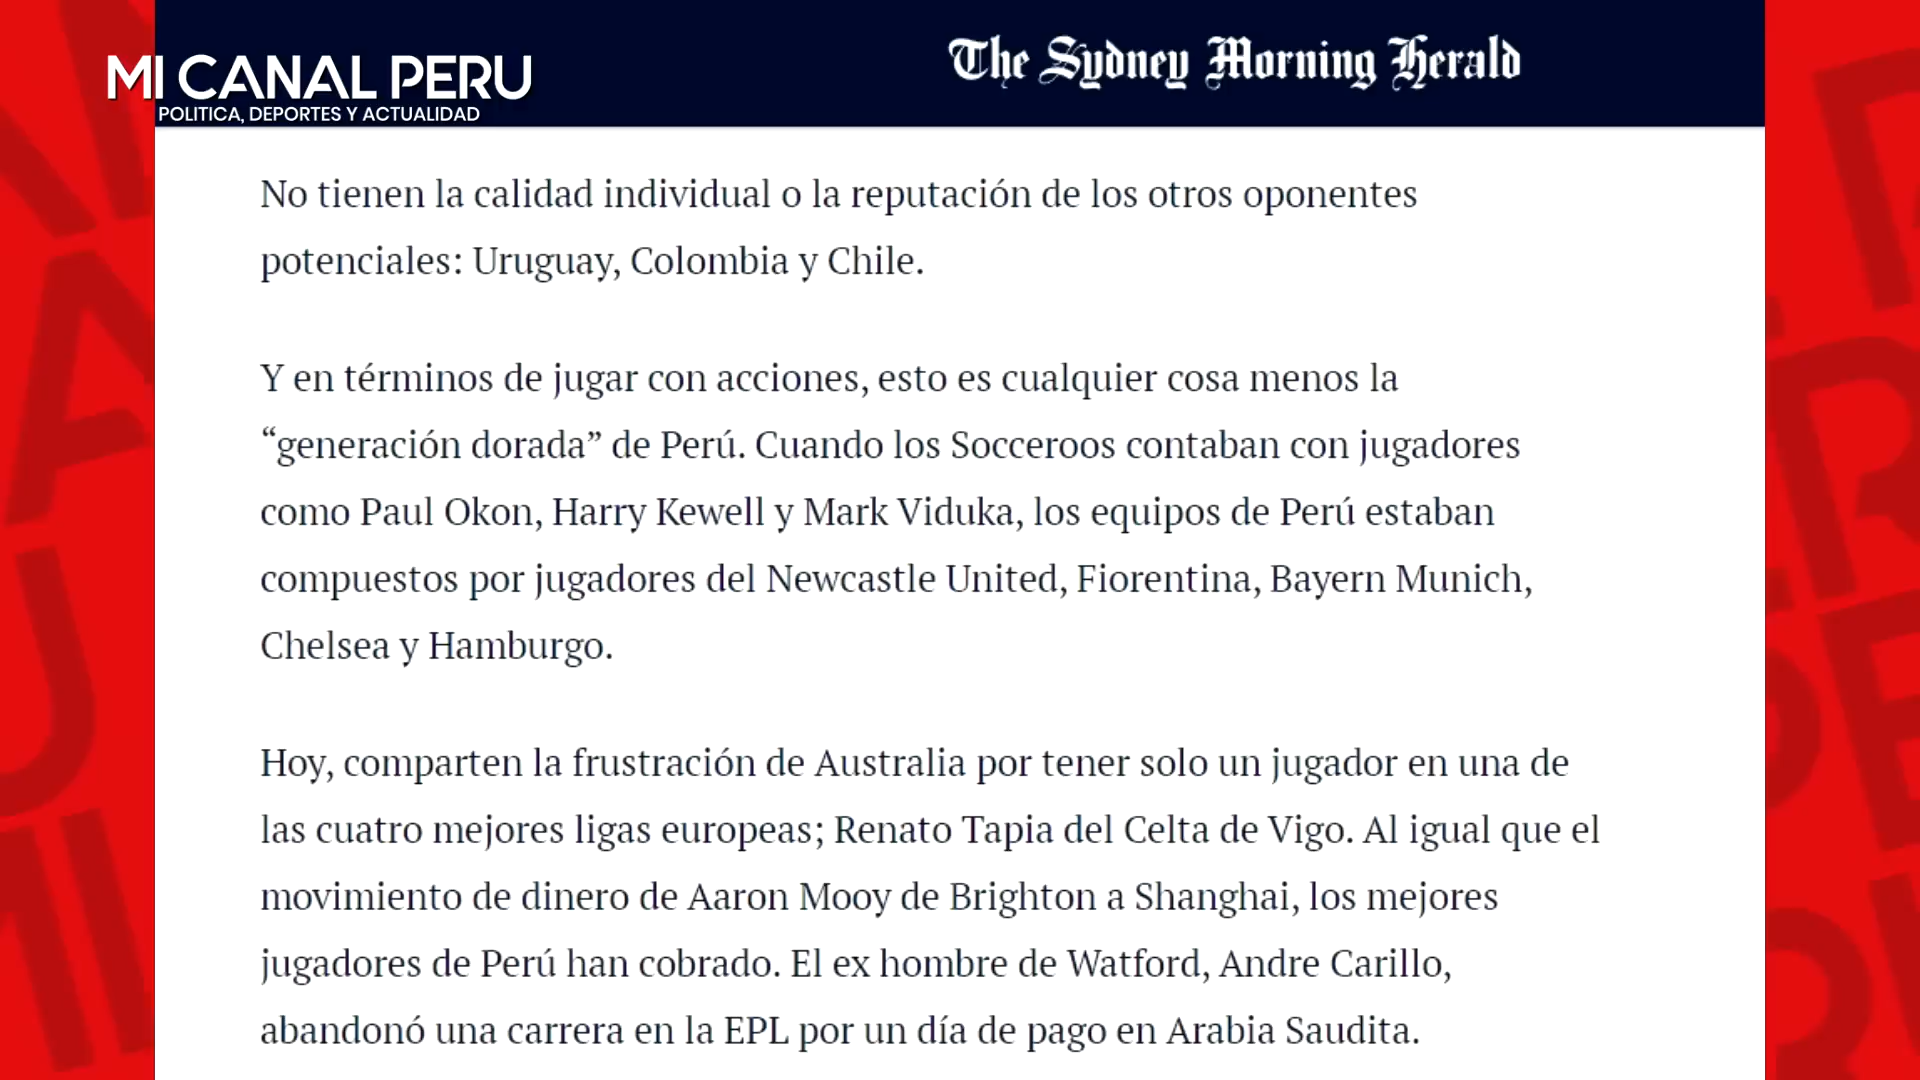 MI CANAL PERU
POLITICA, DEPORTES Y ACTUALIDAD
The Sydney Morning Herald
No tienen la calidad individual o la reputación de los otros oponentes
potenciales: Uruguay, Colombia y Chile.
Y en términos de jugar con acciones, esto es cualquier cosa menos la
“generación dorada” de Perú. Cuando los Socceroos contaban con jugadores
como Paul Okon, Harry Kewell y Mark Viduka, los equipos de Perú estaban
compuestos por jugadores del Newcastle United, Fiorentina, Bayern Munich,
Chelsea y Hamburgo.
Hoy, comparten la frustración de Australia por tener solo un jugador en una de
las cuatro mejores ligas europeas; Renato Tapia del Celta de Vigo. Al igual que el
movimiento de dinero de Aaron Mooy de Brighton a Shanghai, los mejores
jugadores de Perú han cobrado. El ex hombre de Watford, Andre Carillo,
abandonó una carrera en la EPL por un día de pago en Arabia Saudita.